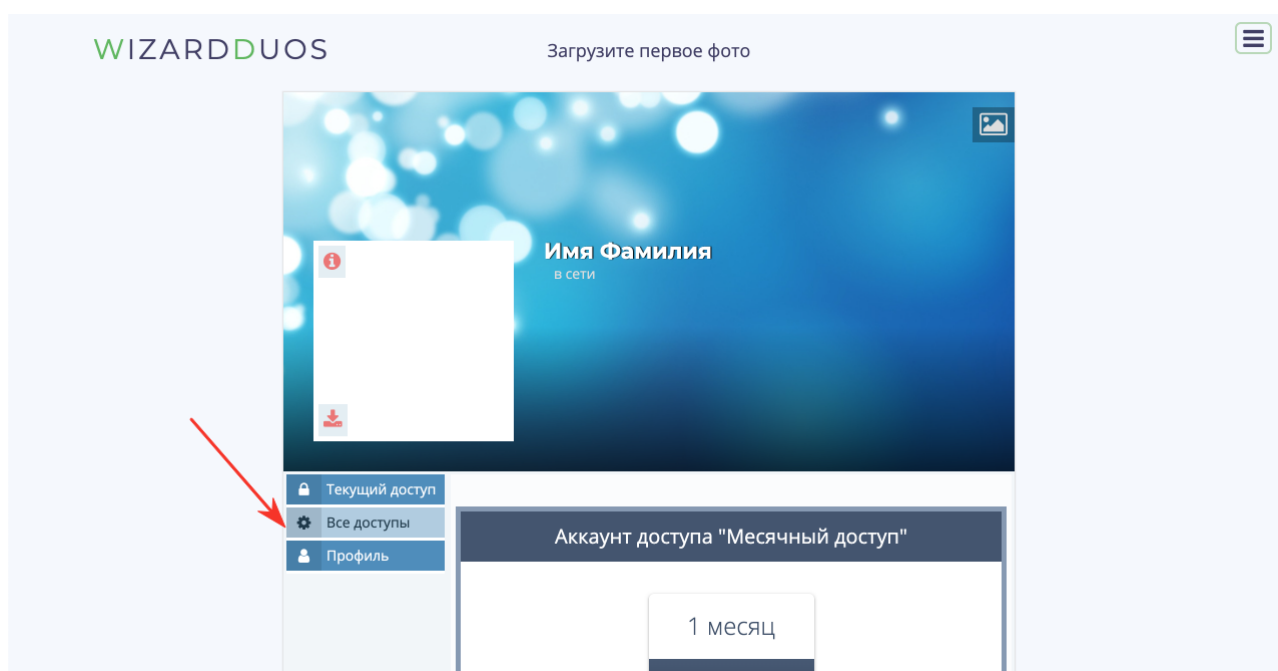 WIZARDDUOS
Загрузите первое фото
Имя Фамилия
в сети
Текущий доступ
Все доступы
Профиль
Аккаунт доступа "Месячный доступ"
1 месяц